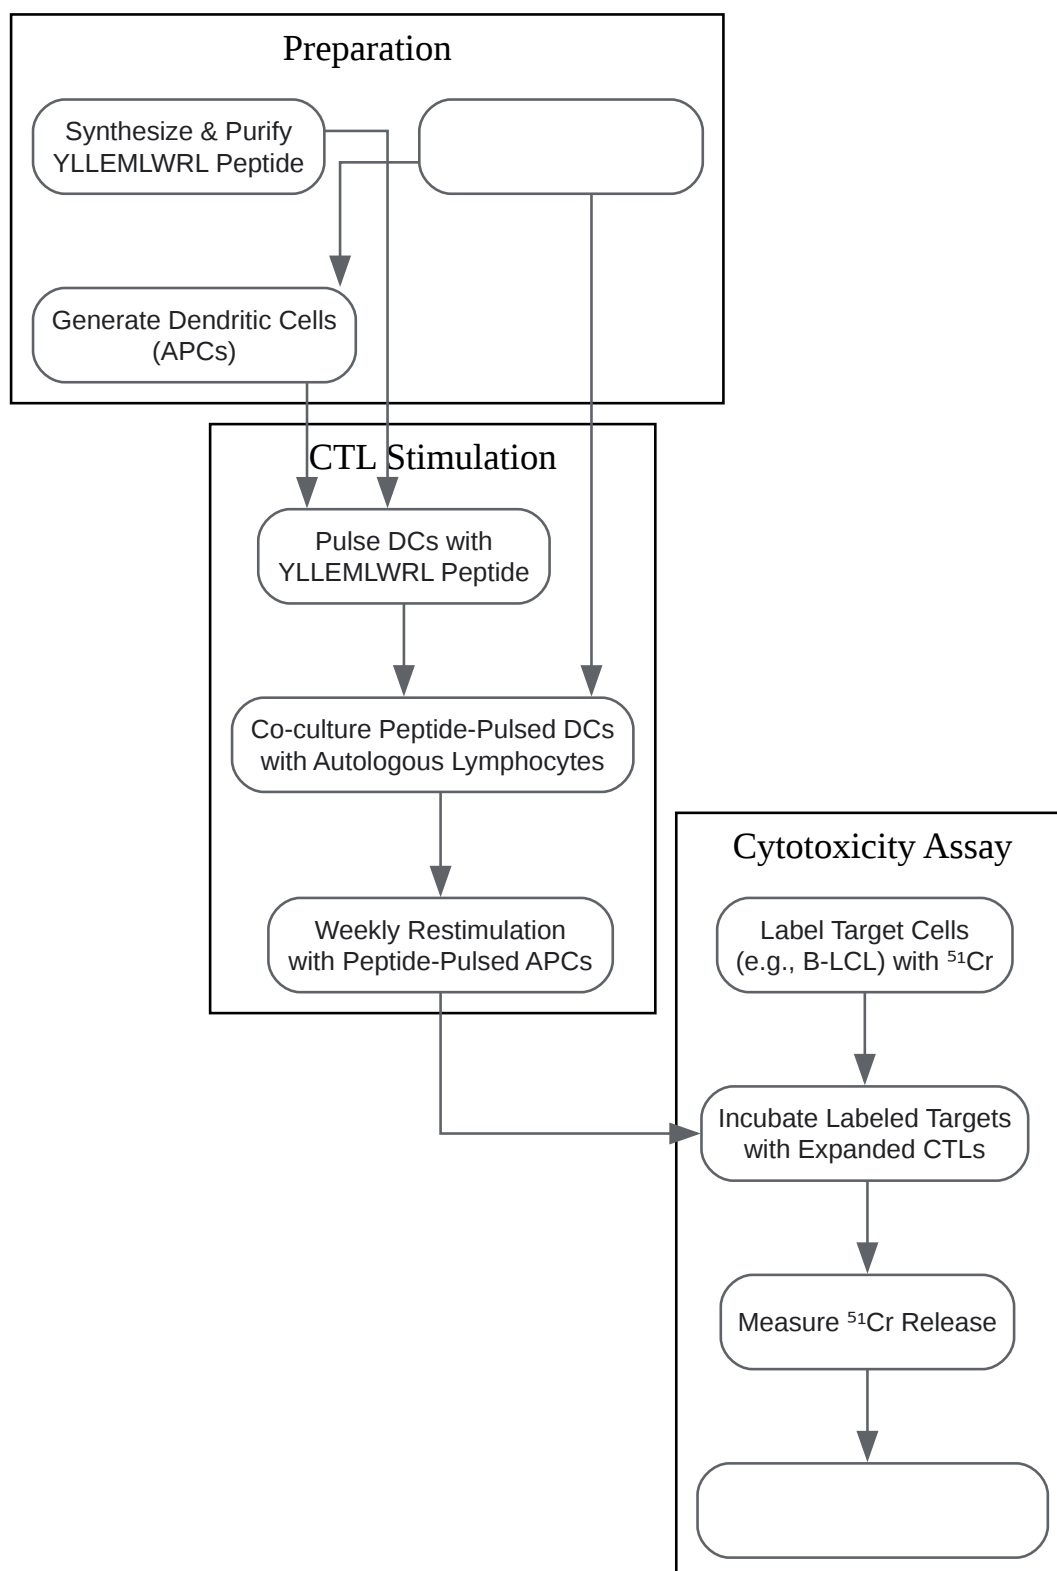 Preparation
Synthesize & Purify
YLLEMLWRL Peptide
Generate Dendritic Cells
(APCs)
CTL Stimulation
Pulse DCs with
YLLEMLWRL Peptide
Co-culture Peptide-Pulsed DCs
with Autologous Lymphocytes
Weekly Restimulation
with Peptide-Pulsed APCs
Cytotoxicity Assay
Label Target Cells
(e.g., B-LCL) with ⁵¹Cr
Incubate Labeled Targets
with Expanded CTLs
Measure ⁵¹Cr Release